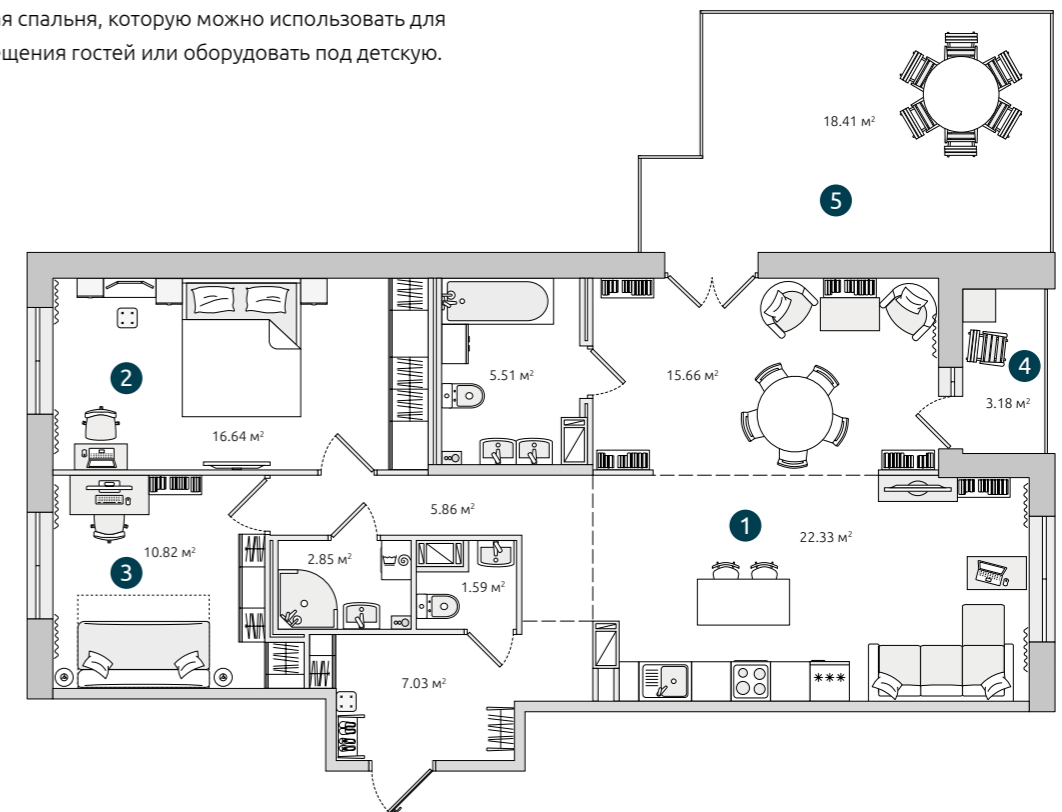 спальня, которую можно использовать для
гостей или оборудовать под детскую.
18.41 м²
5
2
5.51 м²
15.66 м²
4
3.18 м²
16.64 м²
5.86 м²
1
22.33 м²
10.82 м²
2.85 м²
3
1.59 м²
7.03 м²